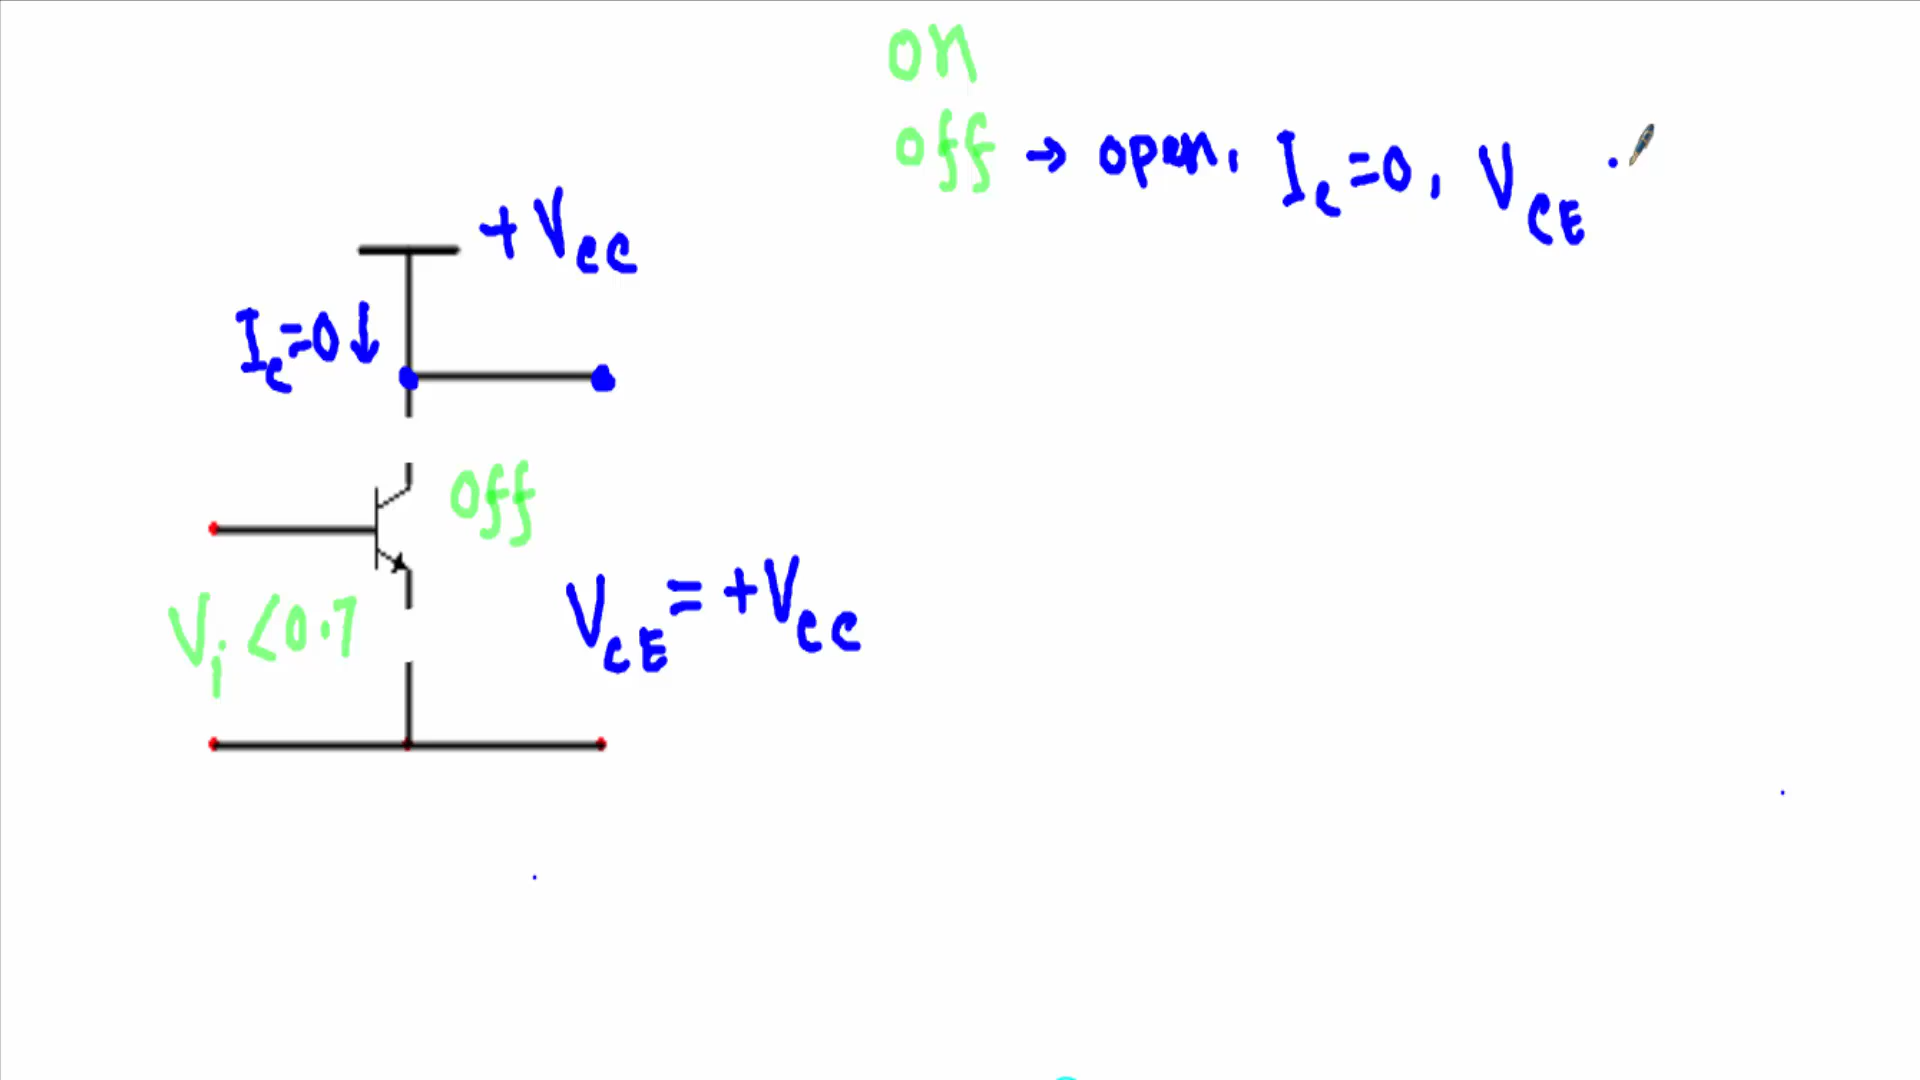 on
off → open, I_C = 0, V_CE
+V_CC
I_C = 0 ↓
off
V_i < 0.7
V_CE = +V_CC